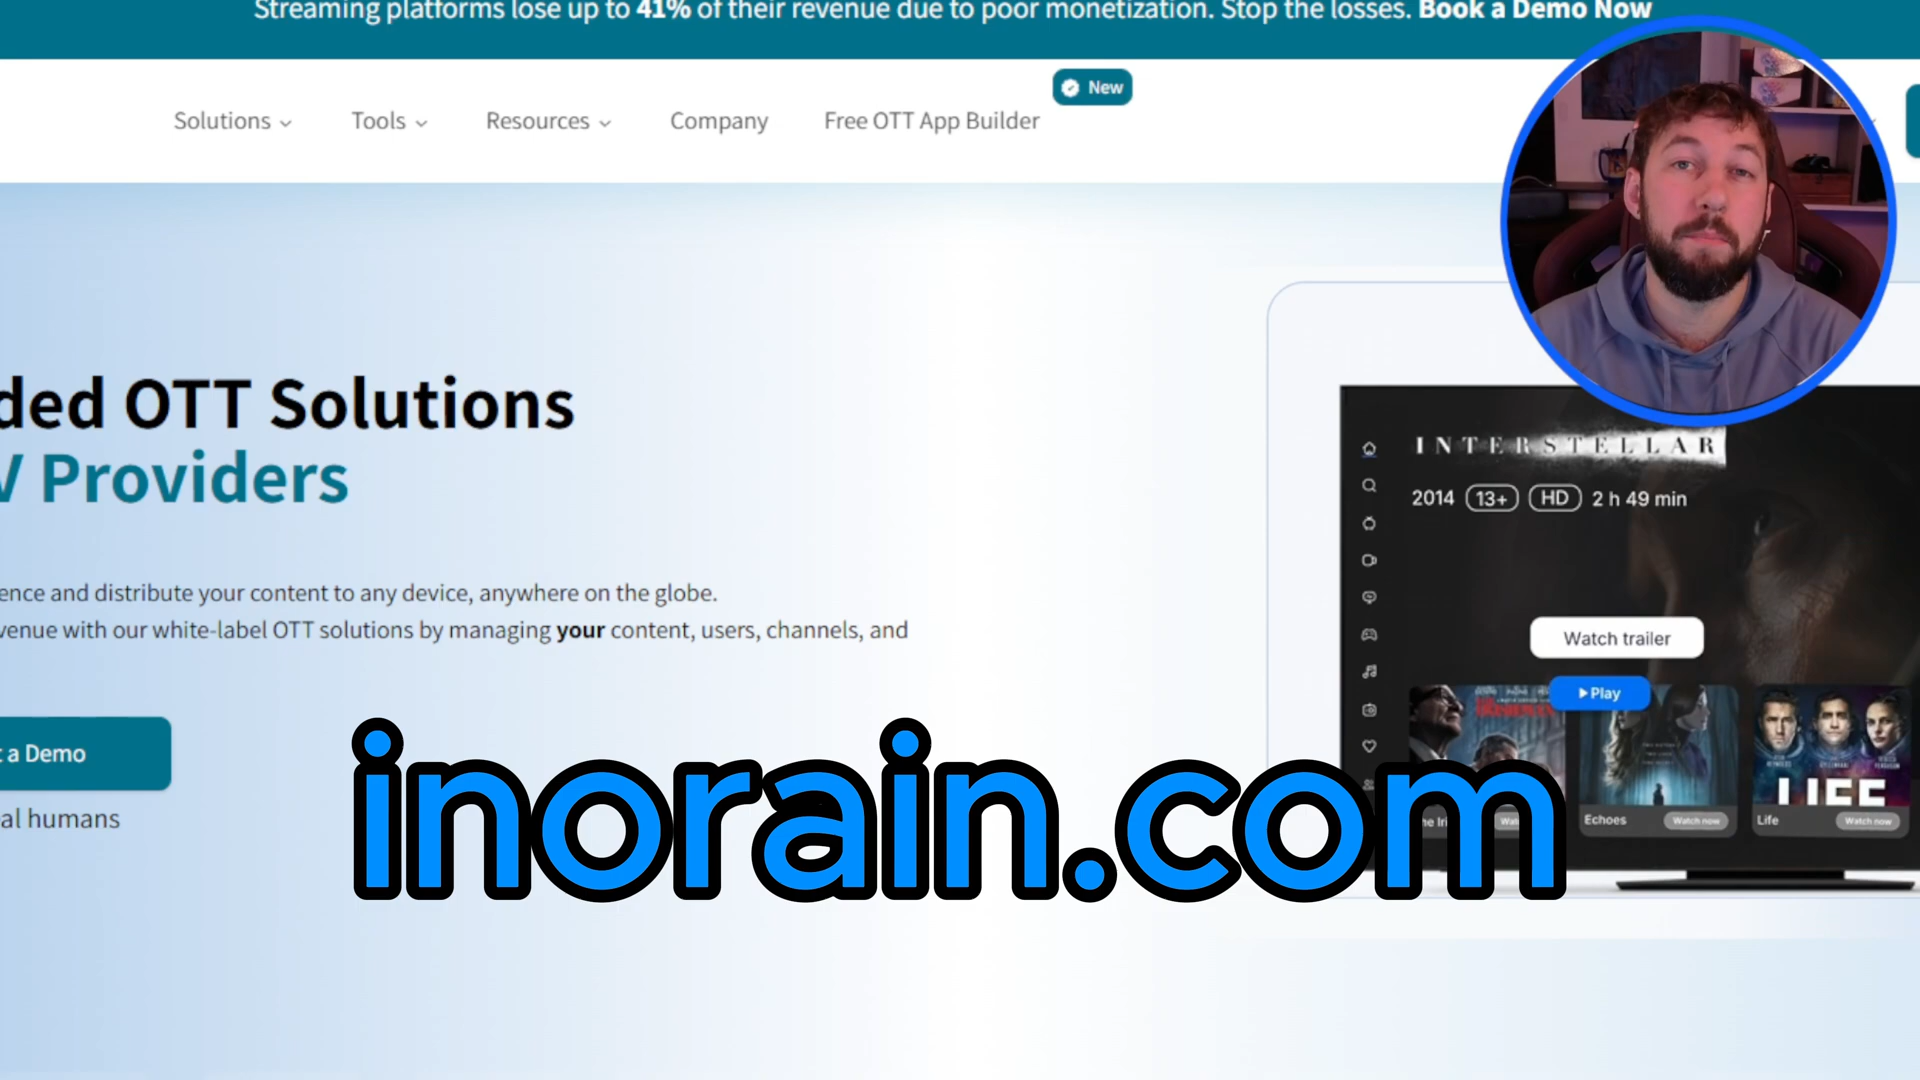 Streaming platforms lose up to 41% of their revenue due to poor monetization. Stop the losses. Book a Demo Now
New
Solutions
Tools
Resources
Company
Free OTT App Builder
ded OTT Solutions
V Providers
ence and distribute your content to any device, anywhere on the globe.
venue with our white-label OTT solutions by managing your content, users, channels, and
a Demo
al humans
INTERSTELLAR
2014 13+ HD 2 h 49 min
Watch trailer
Play
LIFE
Echoes Watch now
Life Watch now
inorain.com